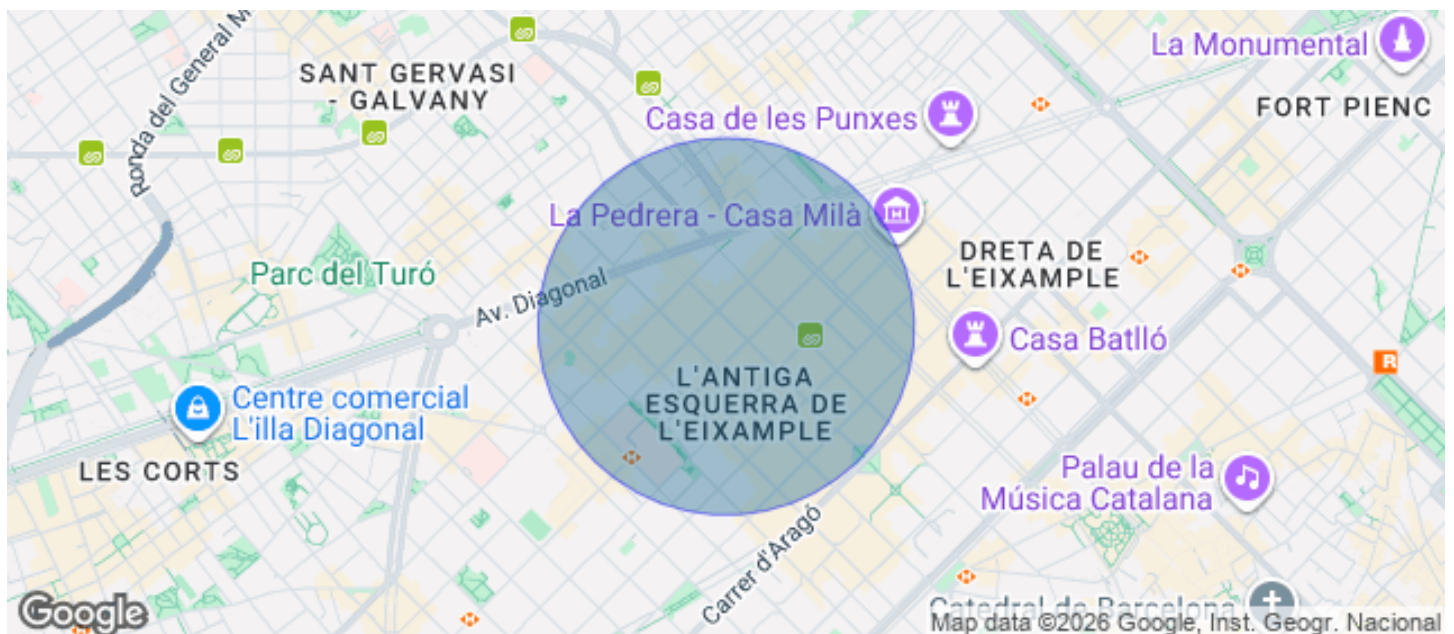 La Monumental
SANT GERVASI
- GALVANY
Ronda del General M
FORT PIENC
Casa de les Punxes
La Pedrera - Casa Milà
DRETA DE
L'EIXAMPLE
Parc del Turó
Av. Diagonal
Casa Batlló
R
L'ANTIGA
ESQUERRA DE
L'EIXAMPLE
Centre comercial
L'illa Diagonal
LES CORTS
Palau de la
Música Catalana
Carrer d'Aragó
Catedral de Barcelona
Google
Map data ©2026 Google, Inst. Geogr. Nacional